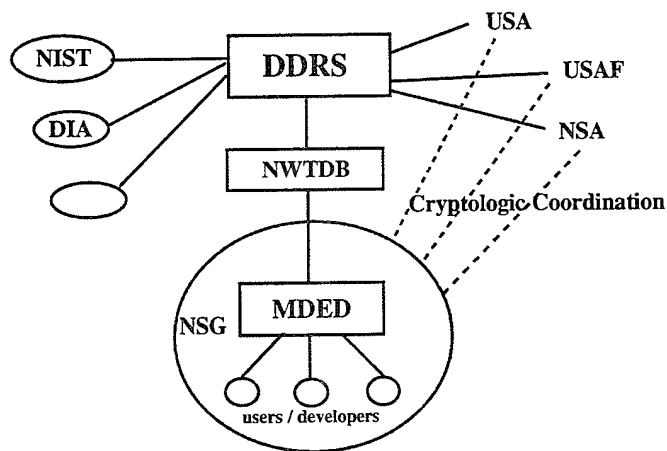 USA
NIST
DDRS
USAF
DIA
NSA
NWTDB
Cryptologic Coordination
MDED
NSG
users / developers